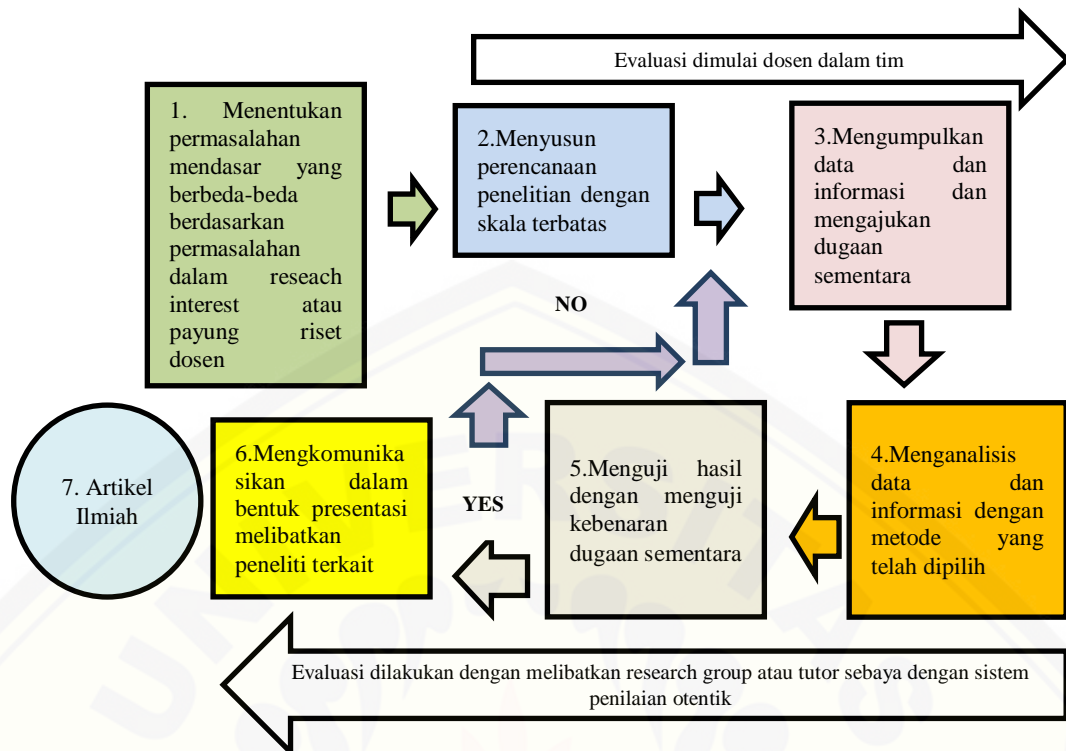 Evaluasi dimulai dosen dalam tim
1. Menentukan
permasalahan
mendasar yang
berbeda-beda
berdasarkan
permasalahan
dalam reseach
interest atau
payung riset
dosen
2.Menyusun
perencanaan
penelitian dengan
skala terbatas
3.Mengumpulkan
data dan
informasi dan
mengajukan
dugaan
sementara
NO
7. Artikel
Ilmiah
6.Mengkomunika
sikan dalam
bentuk presentasi
melibatkan
peneliti terkait
YES
5.Menguji hasil
dengan menguji
kebenaran
dugaan sementara
4.Menganalisis
data dan
informasi dengan
metode yang
telah dipilih
Evaluasi dilakukan dengan melibatkan research group atau tutor sebaya dengan sistem
penilaian otentik
UNIVERSITAS